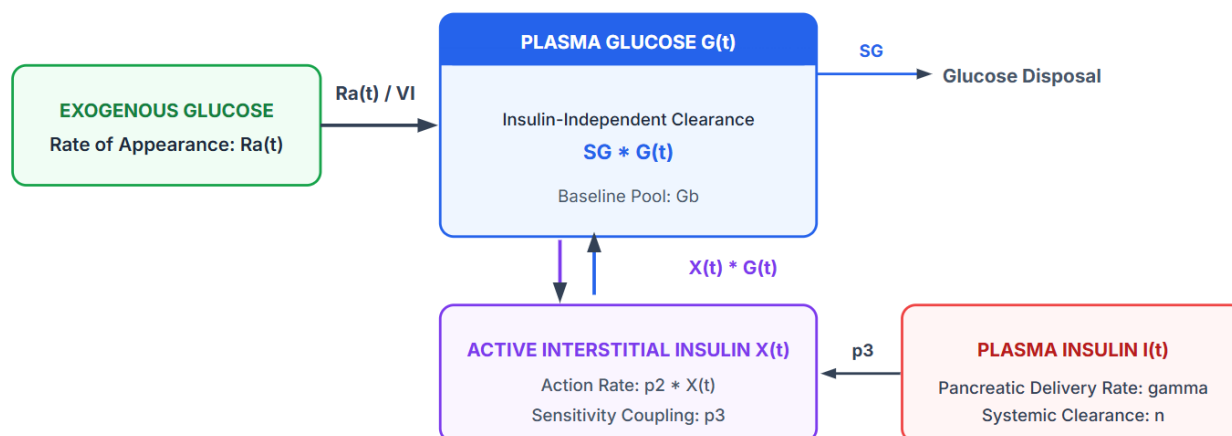 PLASMA GLUCOSE G(t)
SG
Glucose Disposal
EXOGENOUS GLUCOSE
Rate of Appearance: Ra(t)
Ra(t) / VI
Insulin-Independent Clearance
SG * G(t)
Baseline Pool: Gb
X(t) * G(t)
ACTIVE INTERSTITIAL INSULIN X(t)
Action Rate: p2 * X(t)
Sensitivity Coupling: p3
p3
PLASMA INSULIN I(t)
Pancreatic Delivery Rate: gamma
Systemic Clearance: n